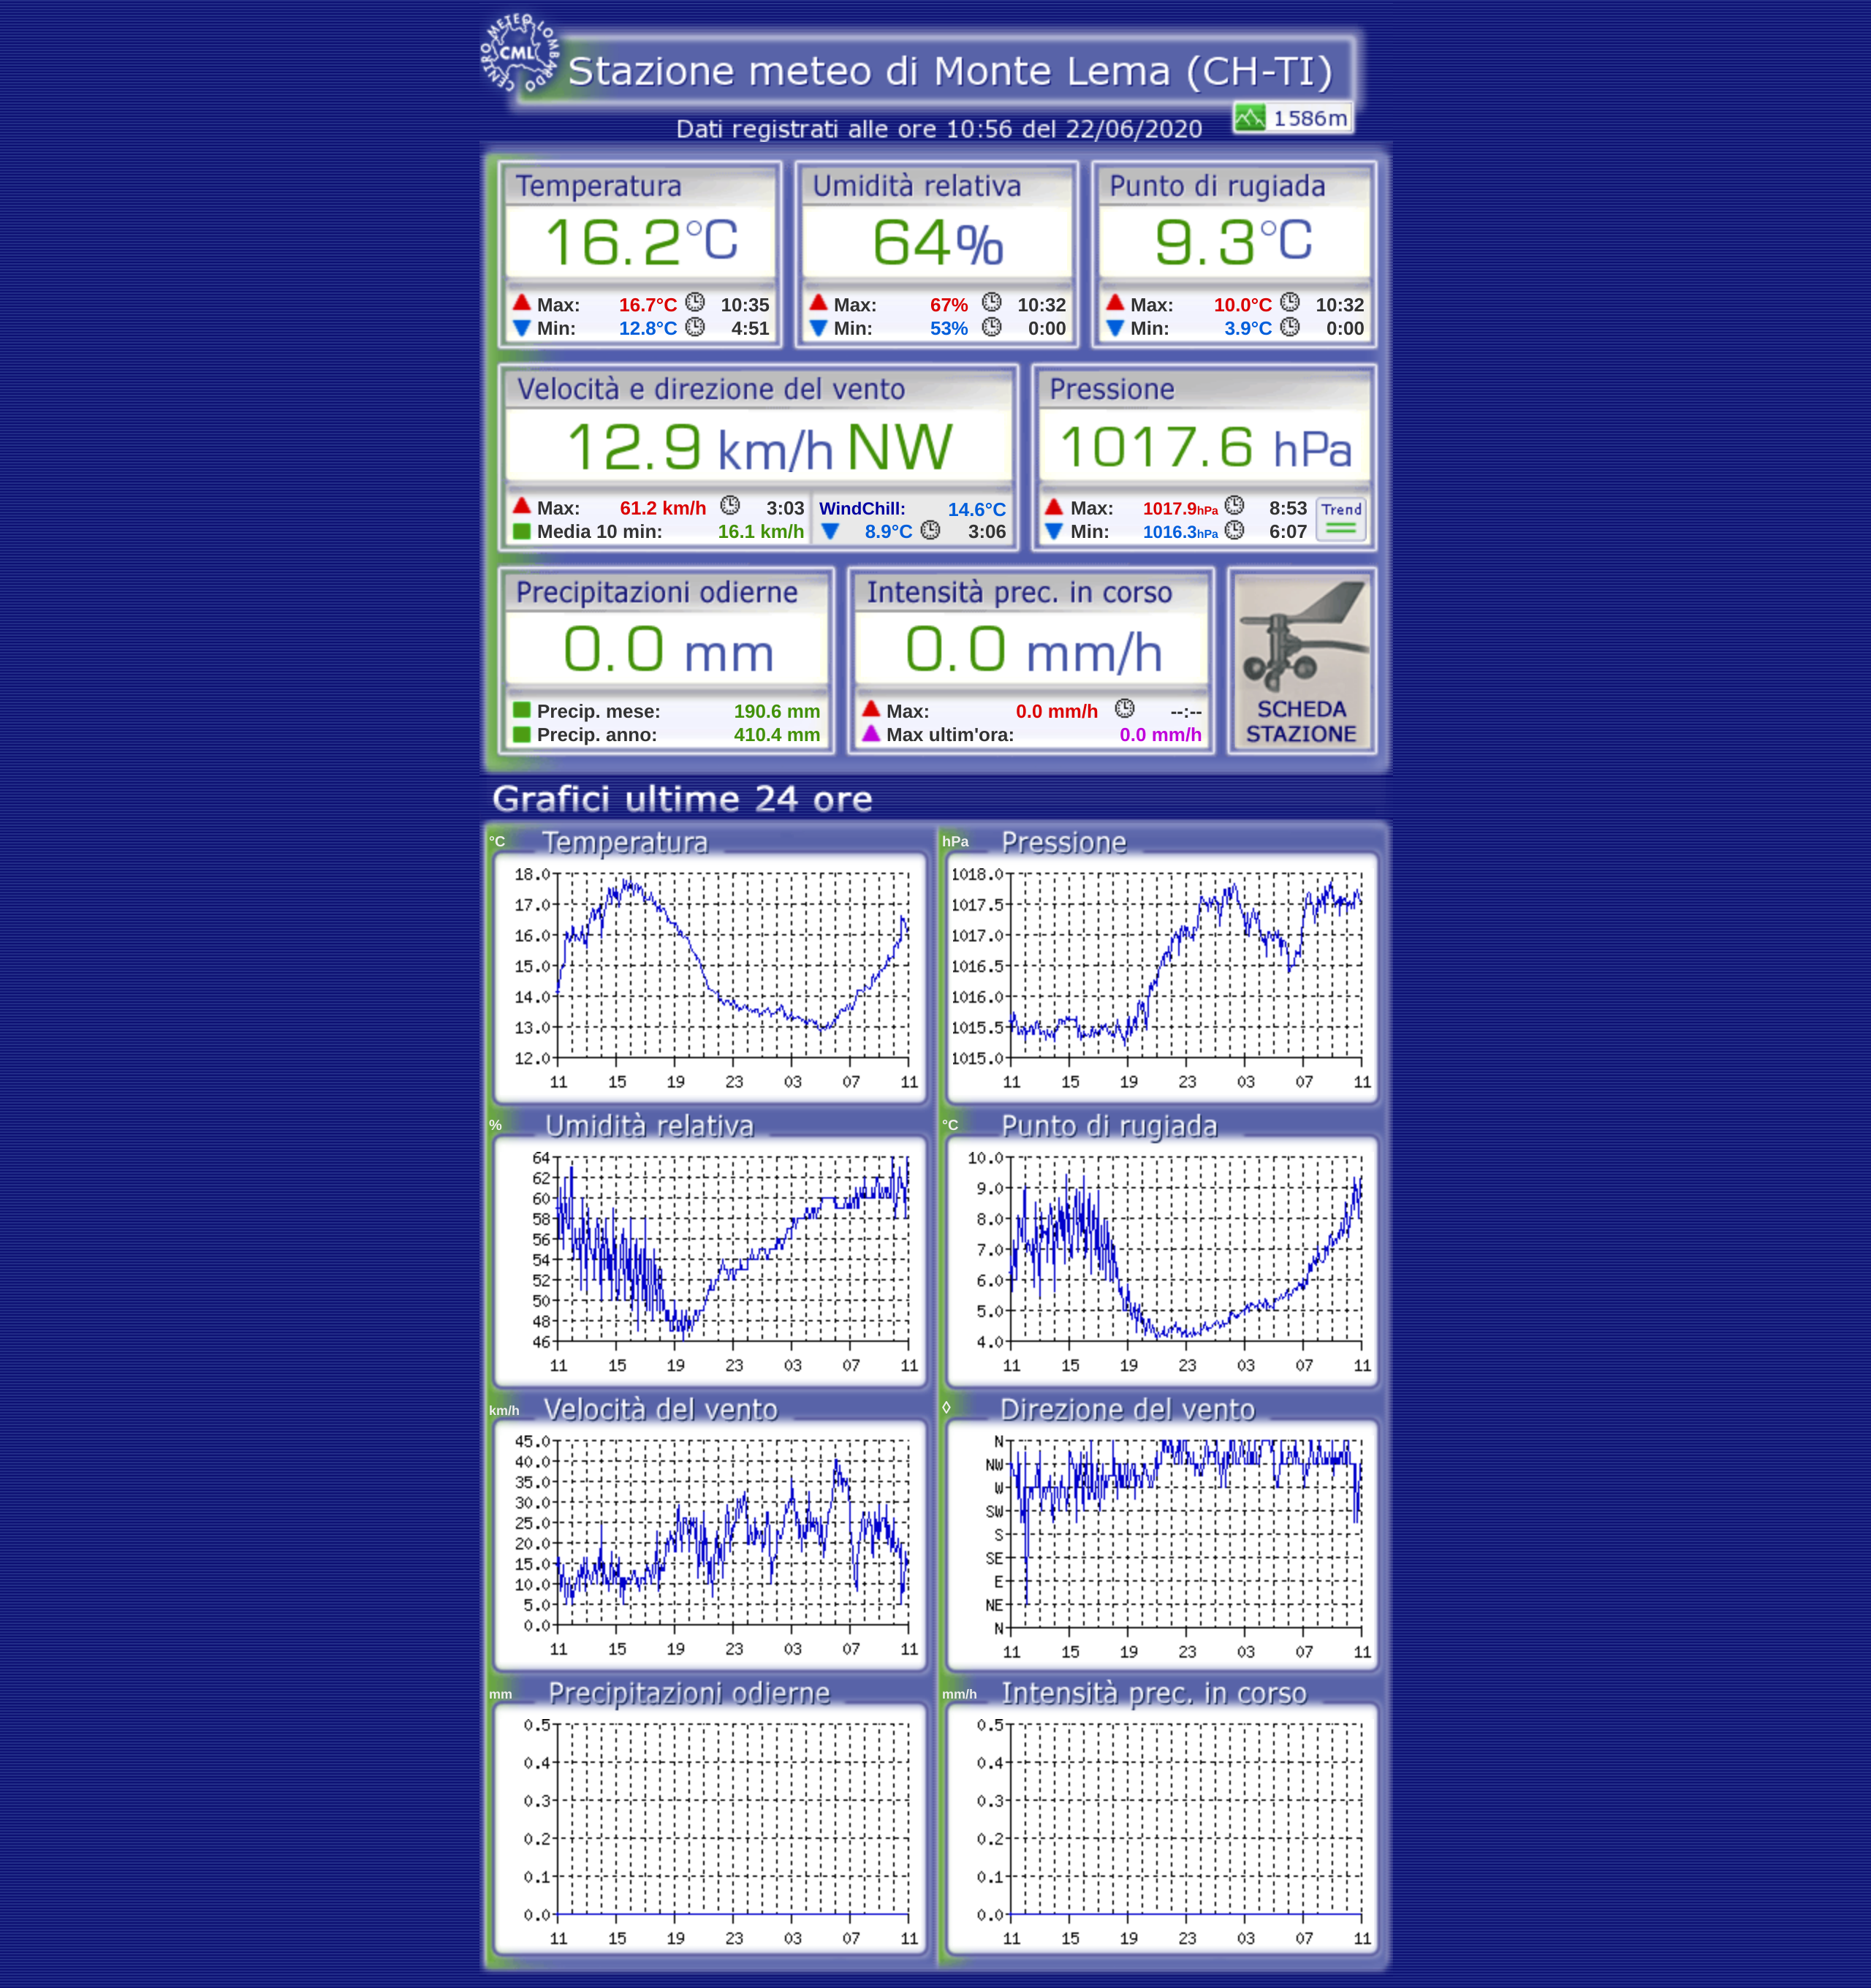 CENTRO METEO LOMBARDO
CML
Stazione meteo di Monte Lema (CH-TI)
1586m
Dati registrati alle ore 10:56 del 22/06/2020
Temperatura Umidità relativa Punto di rugiada
16.2°C 64% 9.3°C
Max: 16.7°C 10:35 Max: 67% 10:32 Max: 10.0°C 10:32
Min: 12.8°C 4:51 Min: 53% 0:00 Min: 3.9°C 0:00
Velocità e direzione del vento Pressione
12.9 km/h NW 1017.6 hPa
Max: 61.2 km/h 3:03 WindChill: 14.6°C Max: 1017.9hPa 8:53 Trend
Media 10 min: 16.1 km/h 8.9°C 3:06 Min: 1016.3hPa 6:07
Precipitazioni odierne Intensità prec. in corso
0.0 mm 0.0 mm/h
Precip. mese: 190.6 mm Max: 0.0 mm/h --:-- SCHEDA
Precip. anno: 410.4 mm Max ultim'ora: 0.0 mm/h STAZIONE
Grafici ultime 24 ore
°C Temperatura
18.0
17.0
16.0
15.0
14.0
13.0
12.0
11 15 19 23 03 07 11
hPa Pressione
1018.0
1017.5
1017.0
1016.5
1016.0
1015.5
1015.0
11 15 19 23 03 07 11
% Umidità relativa
64
62
60
58
56
54
52
50
48
46
11 15 19 23 03 07 11
°C Punto di rugiada
10.0
9.0
8.0
7.0
6.0
5.0
4.0
11 15 19 23 03 07 11
km/h Velocità del vento
45.0
40.0
35.0
30.0
25.0
20.0
15.0
10.0
5.0
0.0
11 15 19 23 03 07 11
◊ Direzione del vento
N
NW
W
SW
S
SE
E
NE
N
11 15 19 23 03 07 11
mm Precipitazioni odierne
0.5
0.4
0.3
0.2
0.1
0.0
11 15 19 23 03 07 11
mm/h Intensità prec. in corso
0.5
0.4
0.3
0.2
0.1
0.0
11 15 19 23 03 07 11